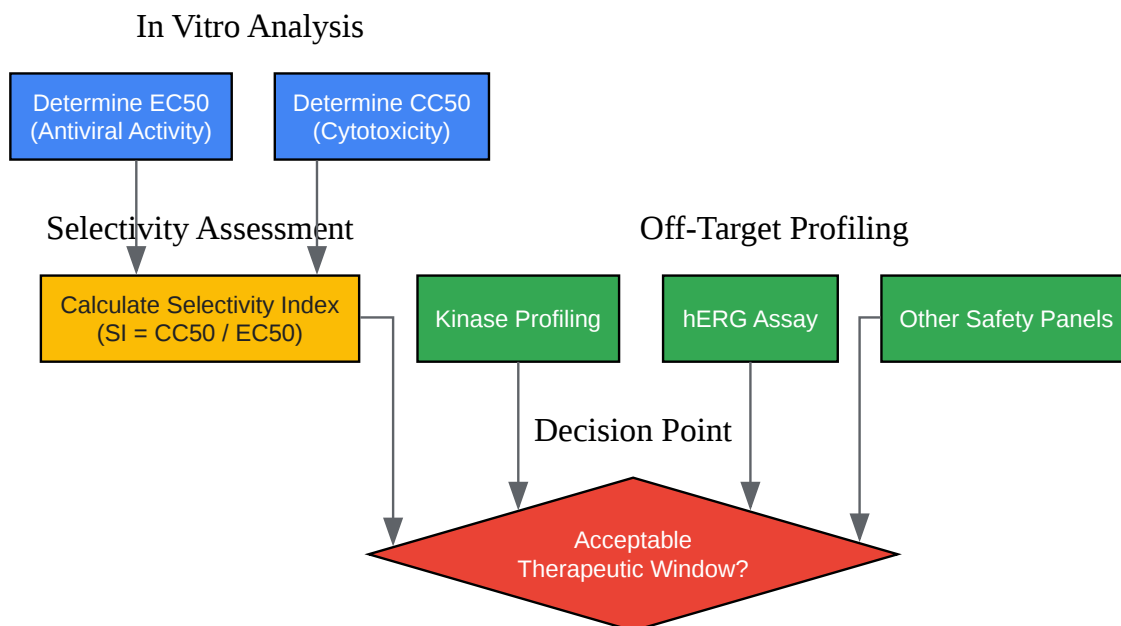 In Vitro Analysis
Determine EC50
(Antiviral Activity)
Determine CC50
(Cytotoxicity)
Selectivity Assessment
Off-Target Profiling
Calculate Selectivity Index
(SI = CC50 / EC50)
Kinase Profiling
hERG Assay
Other Safety Panels
Decision Point
Acceptable
Therapeutic Window?